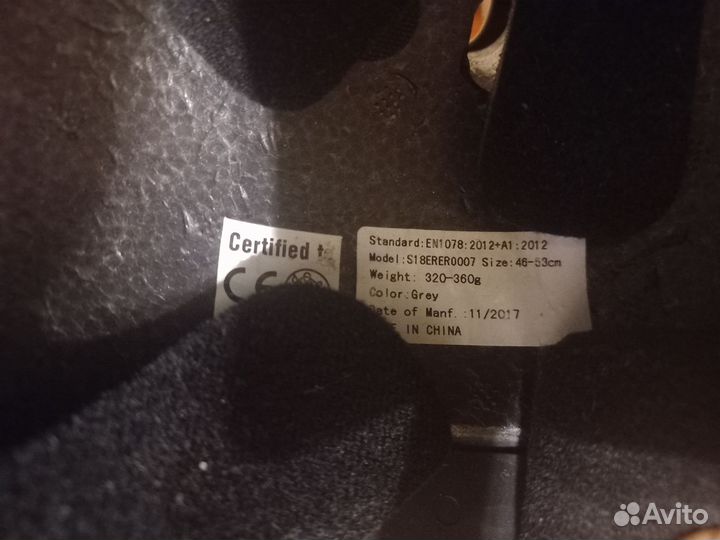 Certified
CE
Standard:EN1078:2012+A1:2012
Model:S18ERER0007 Size:46-53cm
Weight: 320-360g
Color:Grey
Date of Manf.:11/2017
IN CHINA
Avito